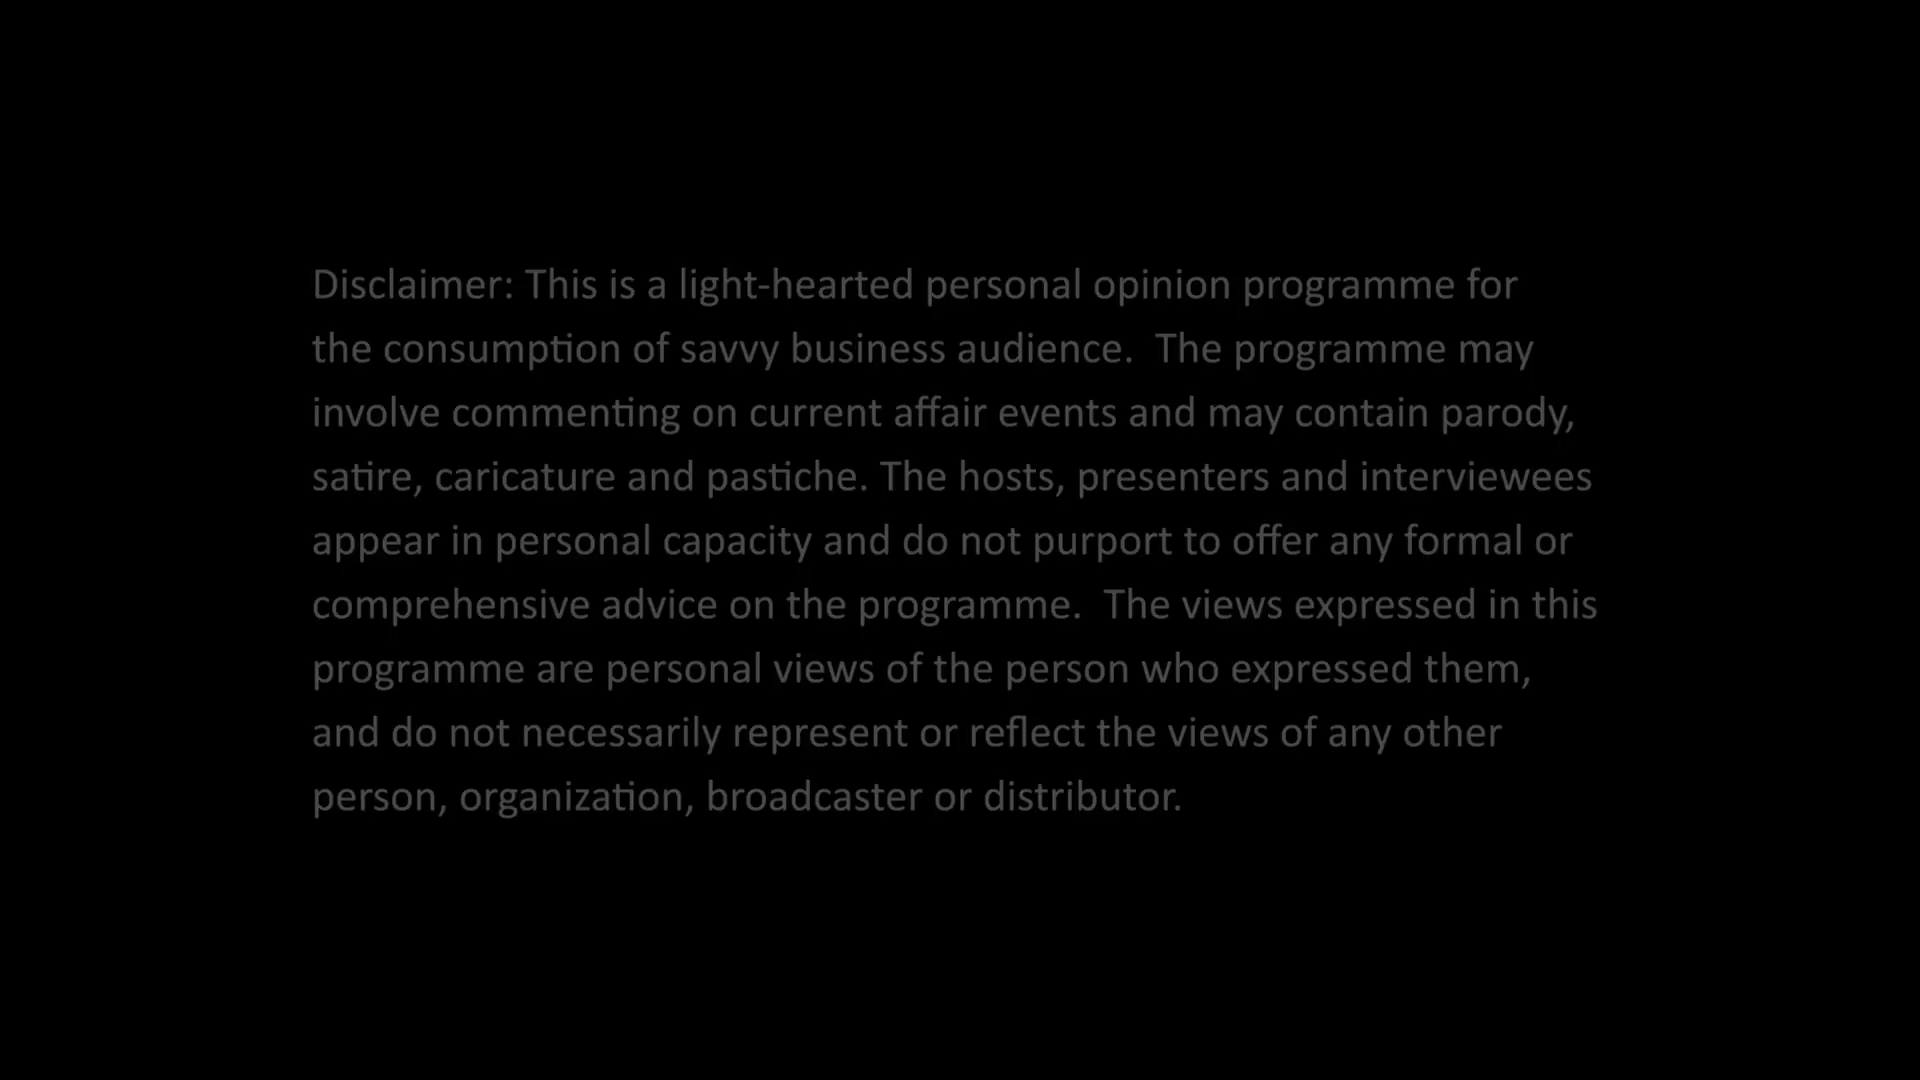 Disclaimer: This is a light-hearted personal opinion programme for
the consumption of savvy business audience.  The programme may
involve commenting on current affair events and may contain parody,
satire, caricature and pastiche. The hosts, presenters and interviewees
appear in personal capacity and do not purport to offer any formal or
comprehensive advice on the programme.  The views expressed in this
programme are personal views of the person who expressed them,
and do not necessarily represent or reflect the views of any other
person, organization, broadcaster or distributor.